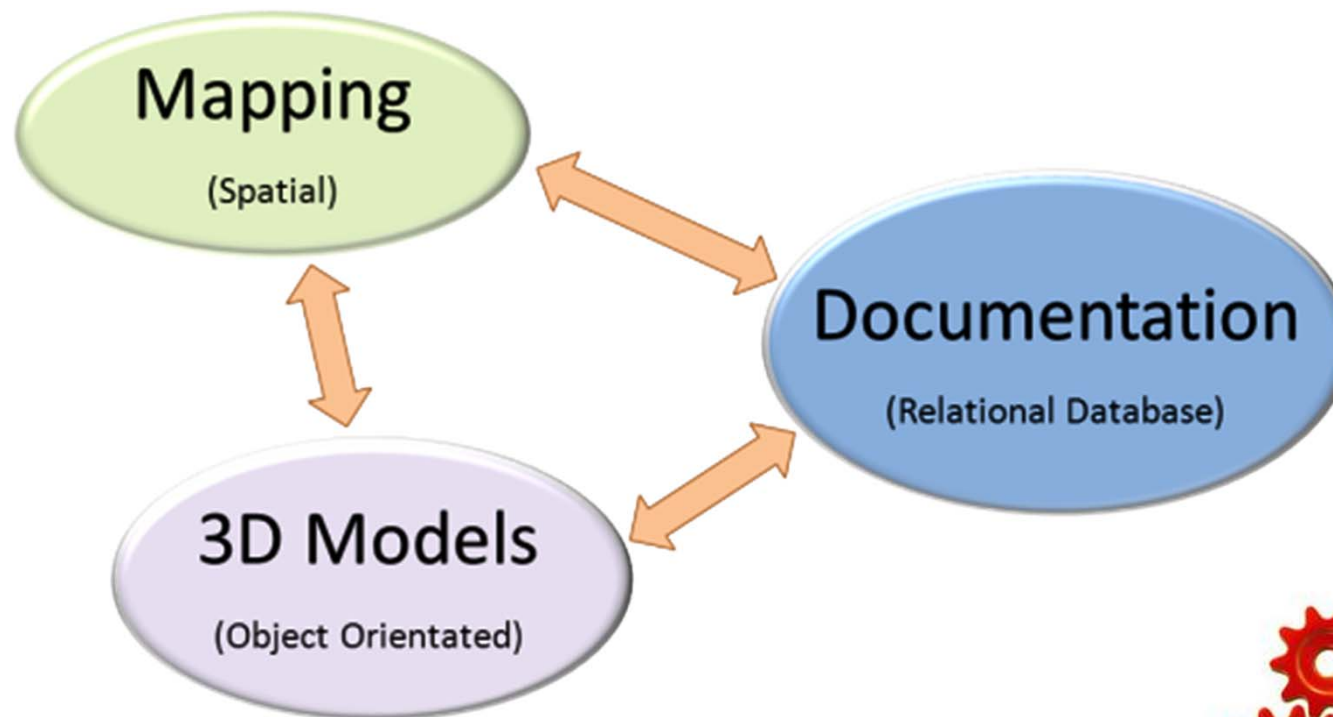 Mapping
(Spatial)
Documentation
(Relational Database)
3D Models
(Object Orientated)